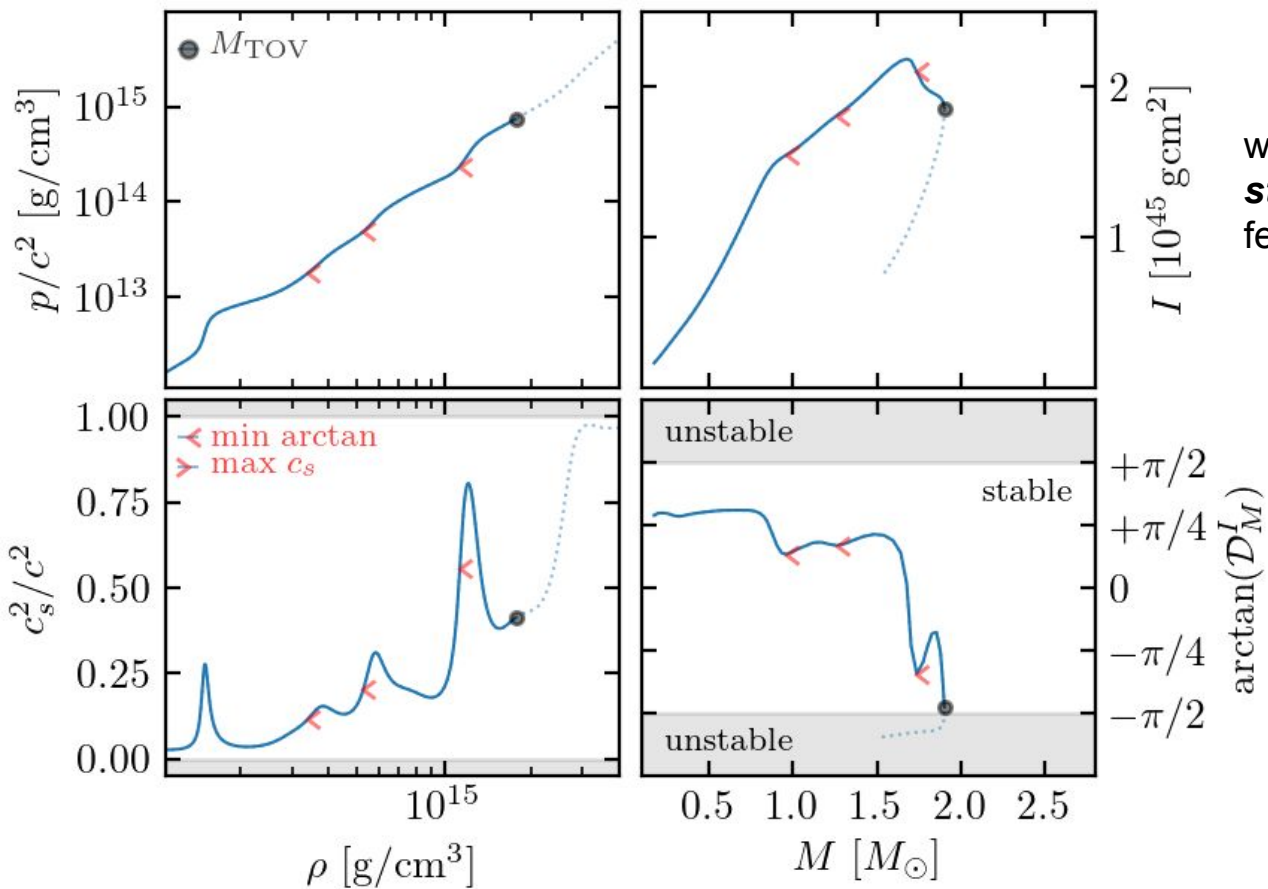 M_TOV
10^15
10^14
10^13
p/c^2 [g/cm^3]
2
1
I [10^45 gcm^2]
1.00
0.75
0.50
0.25
0.00
c_s^2/c^2
min arctan
max c_s
10^15
ρ [g/cm^3]
unstable
stable
unstable
+π/2
+π/4
0
−π/4
−π/2
arctan(𝒟_M^I)
0.5 1.0 1.5 2.0 2.5
M [M_⊙]